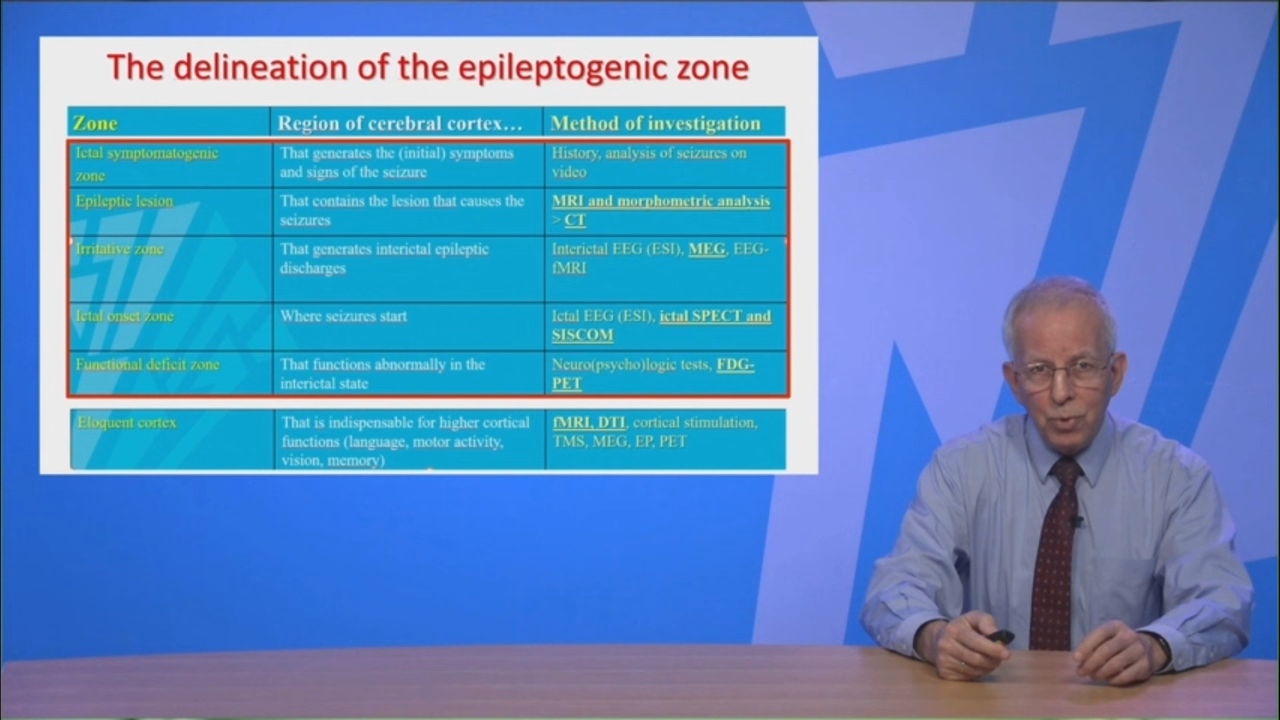 The delineation of the epileptogenic zone
Zone
Region of cerebral cortex…
Method of investigation
Ictal symptomatogenic
zone
That generates the (initial) symptoms
and signs of the seizure
History, analysis of seizures on
video
Epileptic lesion
That contains the lesion that causes the
seizures
MRI and morphometric analysis
> CT
Irritative zone
That generates interictal epileptic
discharges
Interictal EEG (ESI), MEG, EEG-
fMRI
Ictal onset zone
Where seizures start
Ictal EEG (ESI), ictal SPECT and
SISCOM
Functional deficit zone
That functions abnormally in the
interictal state
Neuro(psycho)logic tests, FDG-
PET
Eloquent cortex
That is indispensable for higher cortical
functions (language, motor activity,
vision, memory)
fMRI, DTI, cortical stimulation,
TMS, MEG, EP, PET